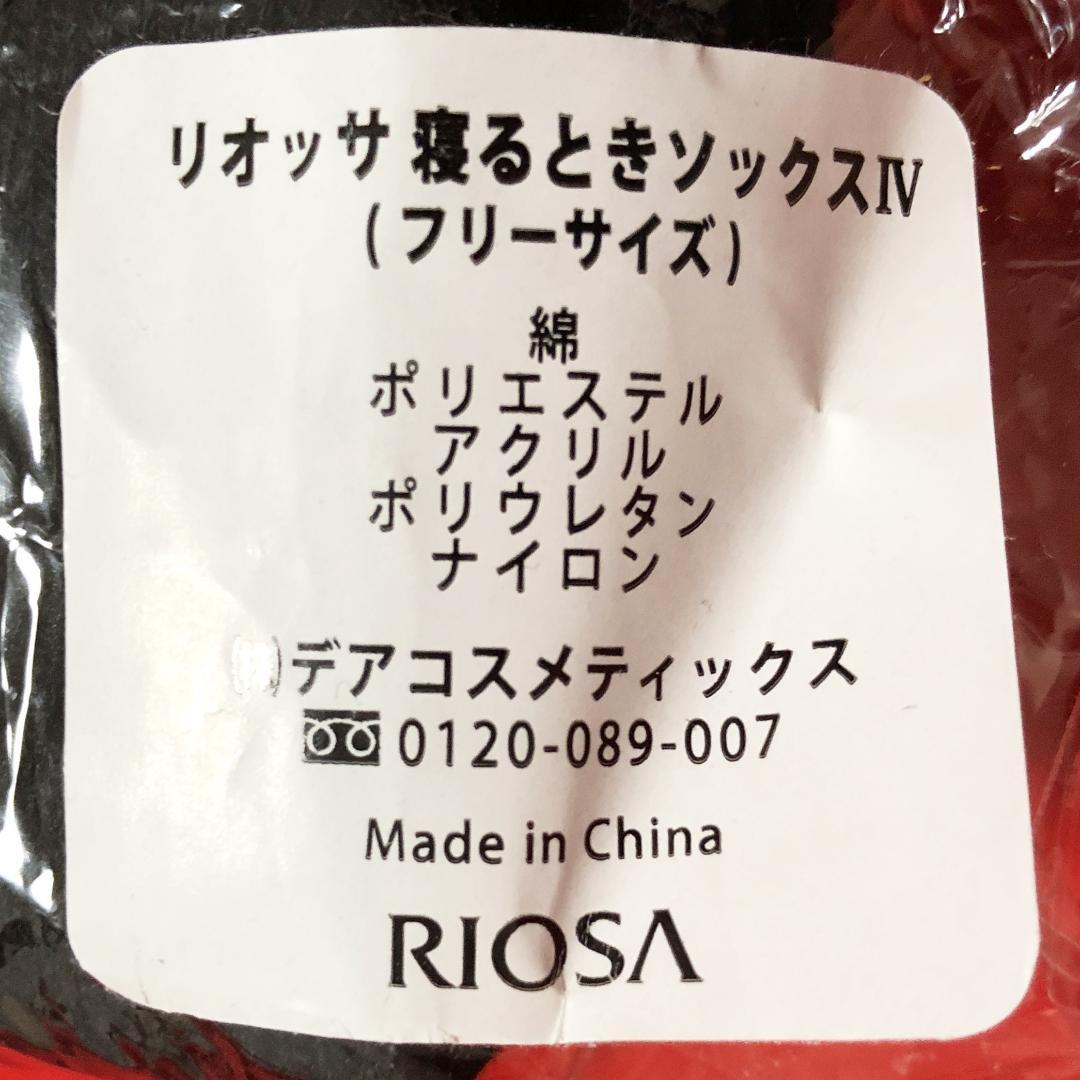 リオッサ 寝るときソックスⅣ
(フリーサイズ)
綿
ポリエステル
アクリル
ポリウレタン
ナイロン
デアコスメティックス
0120-089-007
Made in China
RIOSA